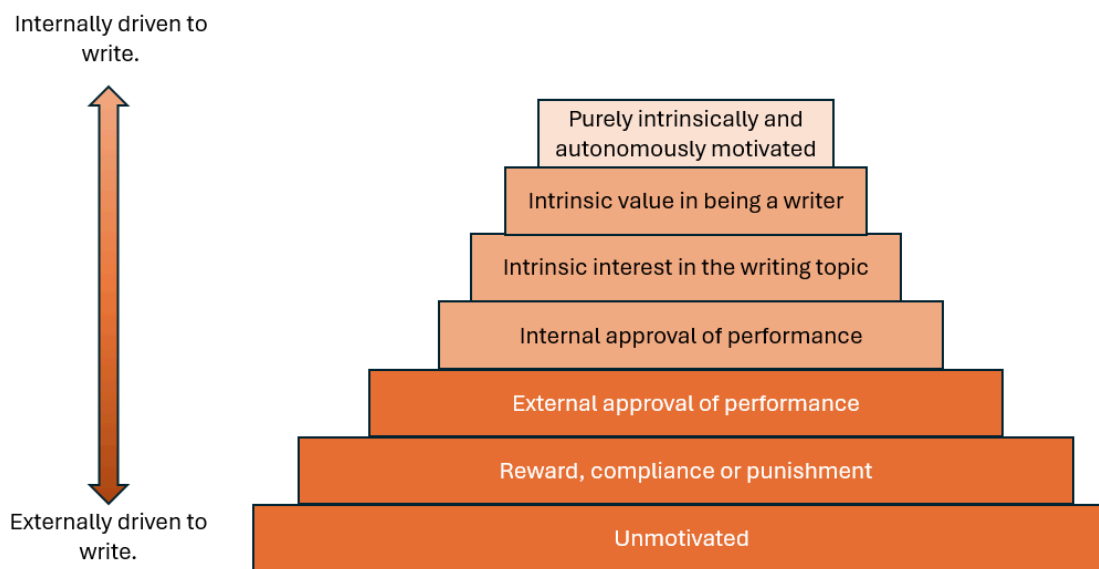 Internally driven to
write.
Purely intrinsically and
autonomously motivated
Intrinsic value in being a writer
Intrinsic interest in the writing topic
Internal approval of performance
External approval of performance
Reward, compliance or punishment
Unmotivated
Externally driven to
write.